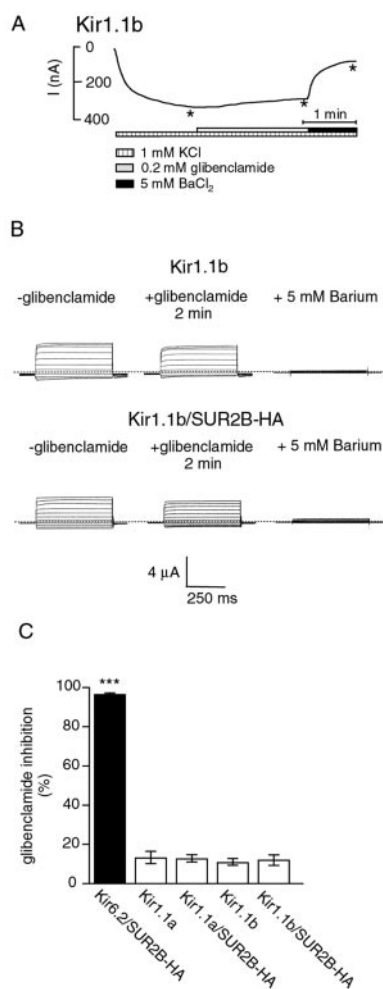 A
Kir1.1b
0
200
400
I (nA)
*
*
*
1 min
1 mM KCl
0.2 mM glibenclamide
5 mM BaCl₂
B
Kir1.1b
-glibenclamide
+glibenclamide
2 min
+ 5 mM Barium
Kir1.1b/SUR2B-HA
-glibenclamide
+glibenclamide
2 min
+ 5 mM Barium
4 µA
250 ms
C
100
80
60
40
20
0
glibenclamide inhibition
(%)
***
Kir6.2/SUR2B-HA
Kir1.1a
Kir1.1a/SUR2B-HA
Kir1.1b
Kir1.1b/SUR2B-HA